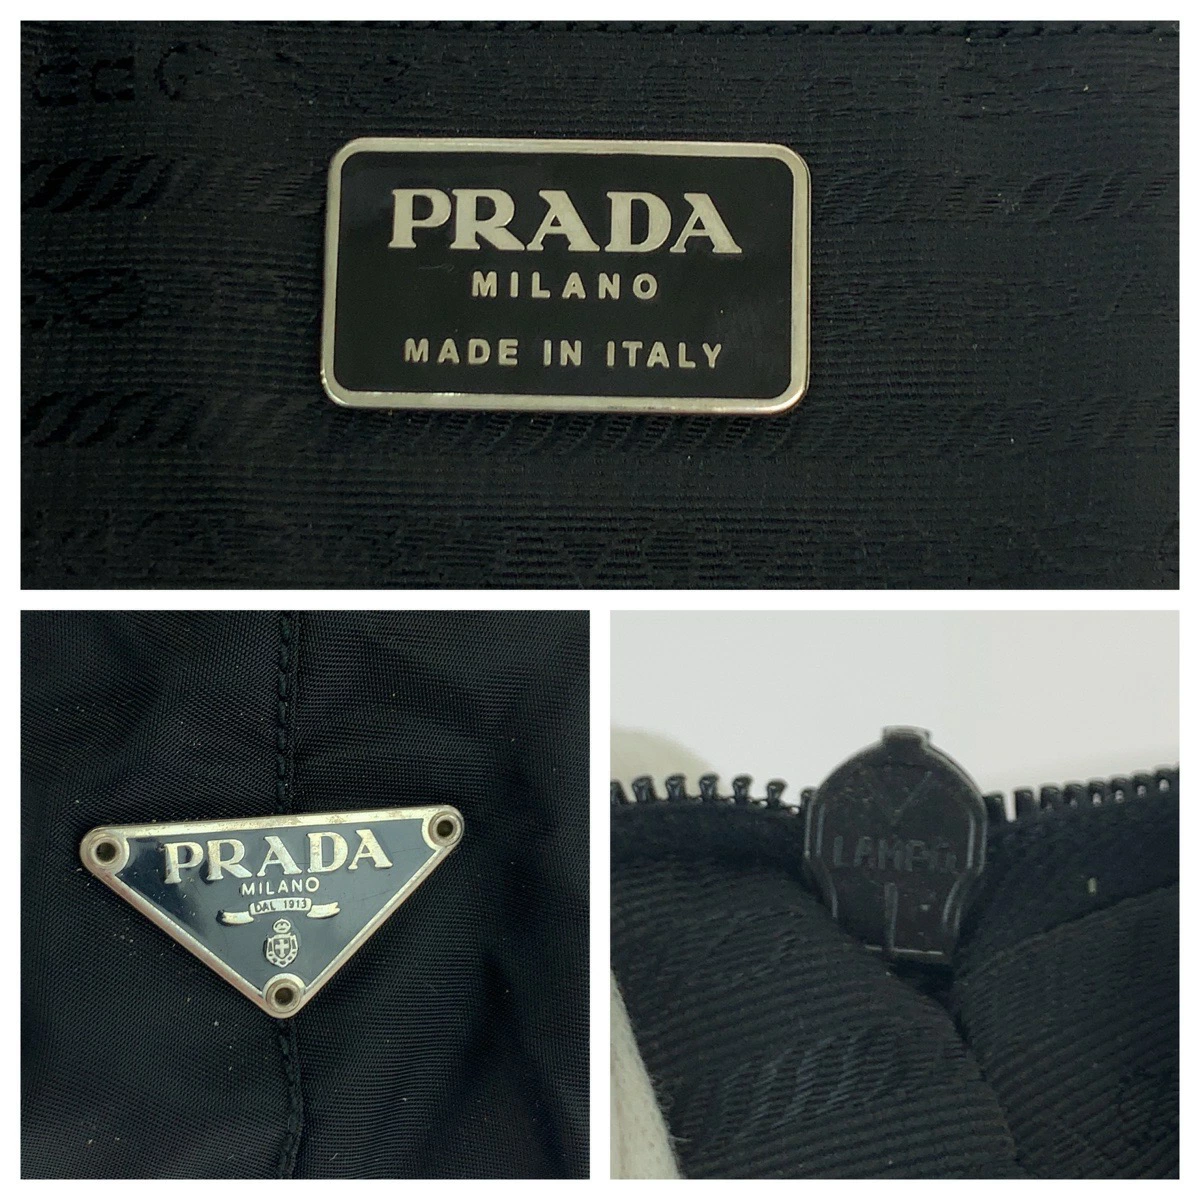 PRADA
MILANO
MADE IN ITALY
PRADA
MILANO
DAL 1913
LAMPO